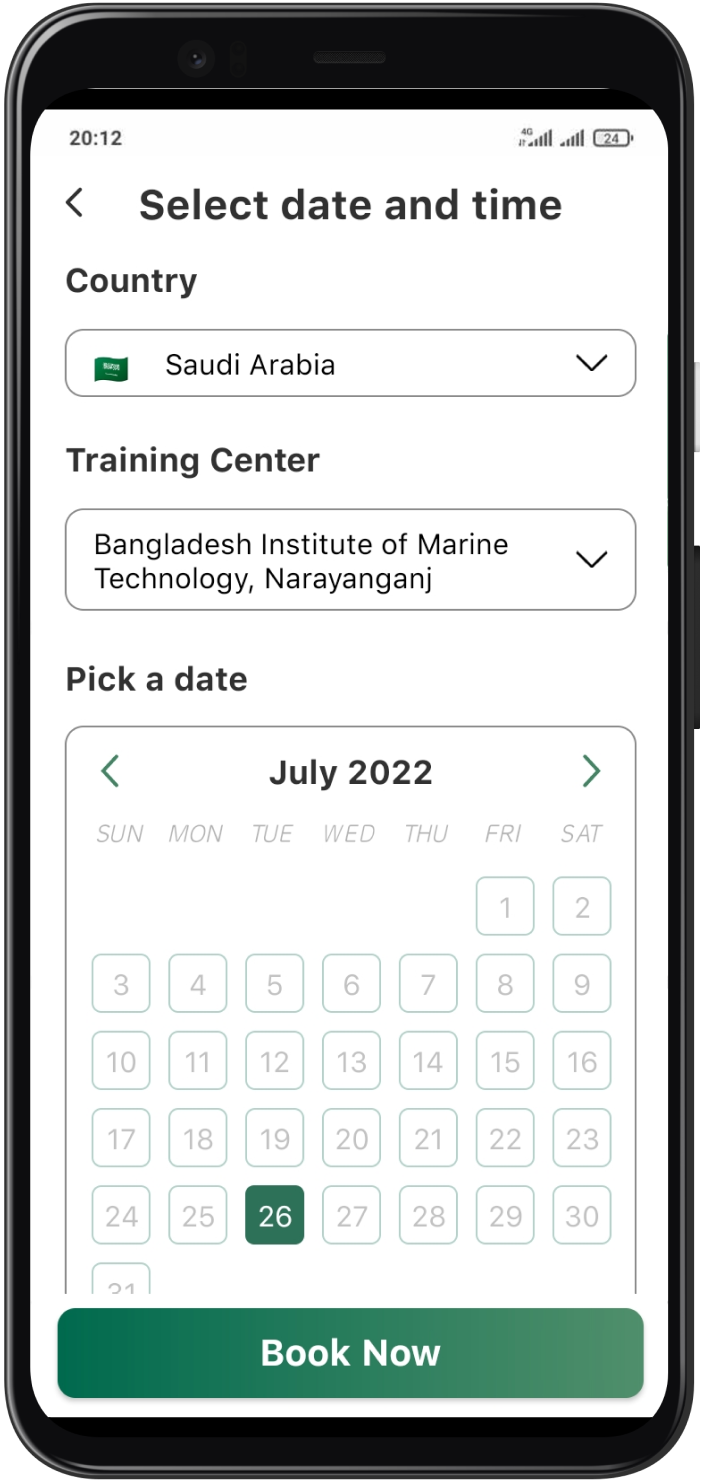 20:12
4G
24
Select date and time
Country
Saudi Arabia
Training Center
Bangladesh Institute of Marine
Technology, Narayanganj
Pick a date
July 2022
SUN MON TUE WED THU FRI SAT
1 2
3 4 5 6 7 8 9
10 11 12 13 14 15 16
17 18 19 20 21 22 23
24 25 26 27 28 29 30
31
Book Now